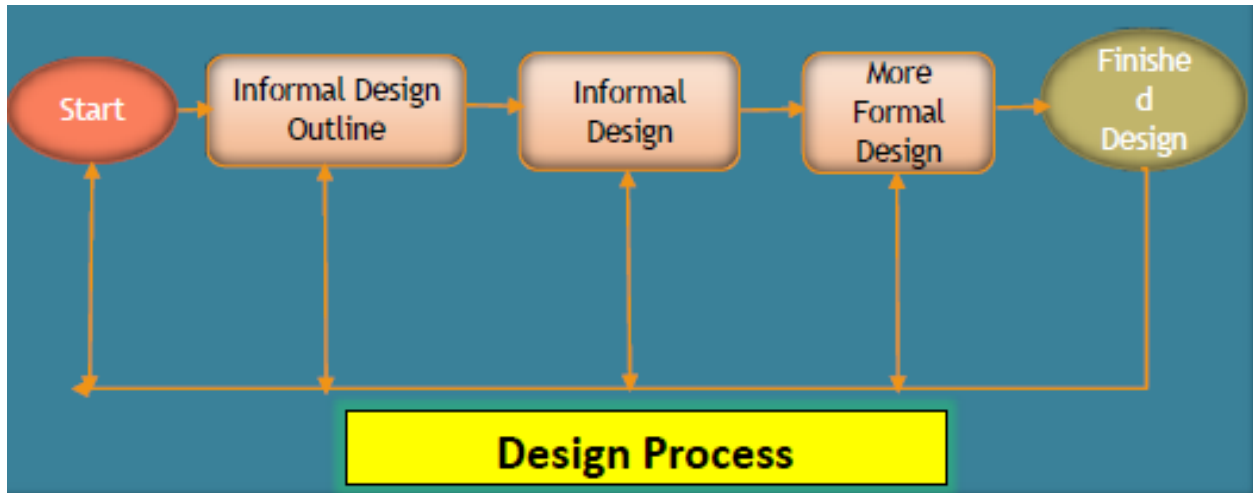 Start
Informal Design
Outline
Informal
Design
More
Formal
Design
Finishe
d
Design
Design Process